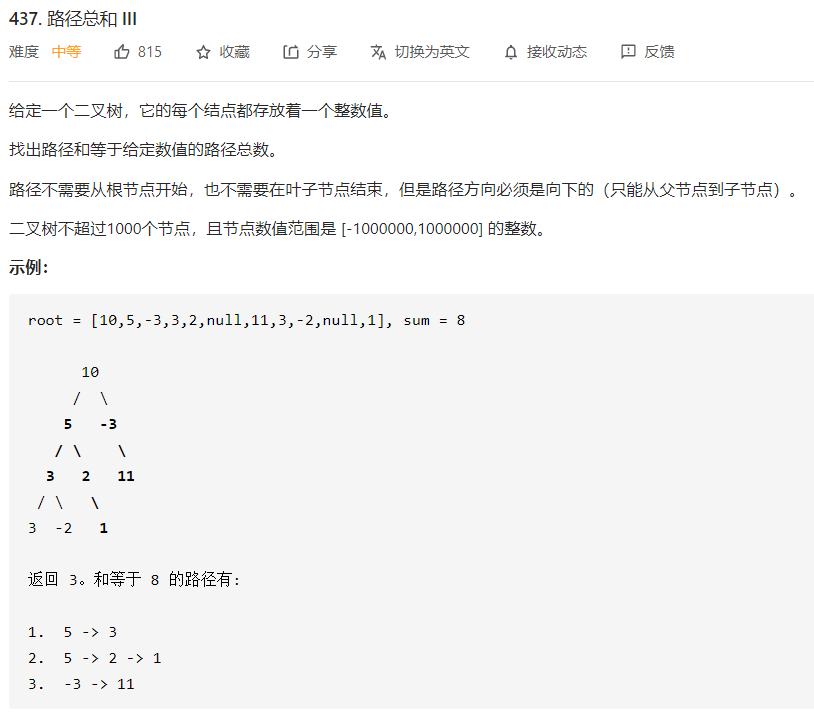 437. 路径总和 III
难度 中等 815 收藏 分享 切换为英文 接收动态 反馈
给定一个二叉树，它的每个结点都存放着一个整数值。
找出路径和等于给定数值的路径总数。
路径不需要从根节点开始，也不需要在叶子节点结束，但是路径方向必须是向下的（只能从父节点到子节点）。
二叉树不超过1000个节点，且节点数值范围是 [-1000000,1000000] 的整数。
示例：
root = [10,5,-3,3,2,null,11,3,-2,null,1], sum = 8
10
/ \
5 -3
/ \ \
3 2 11
/ \ \
3 -2 1
返回 3。和等于 8 的路径有:
1. 5 -> 3
2. 5 -> 2 -> 1
3. -3 -> 11